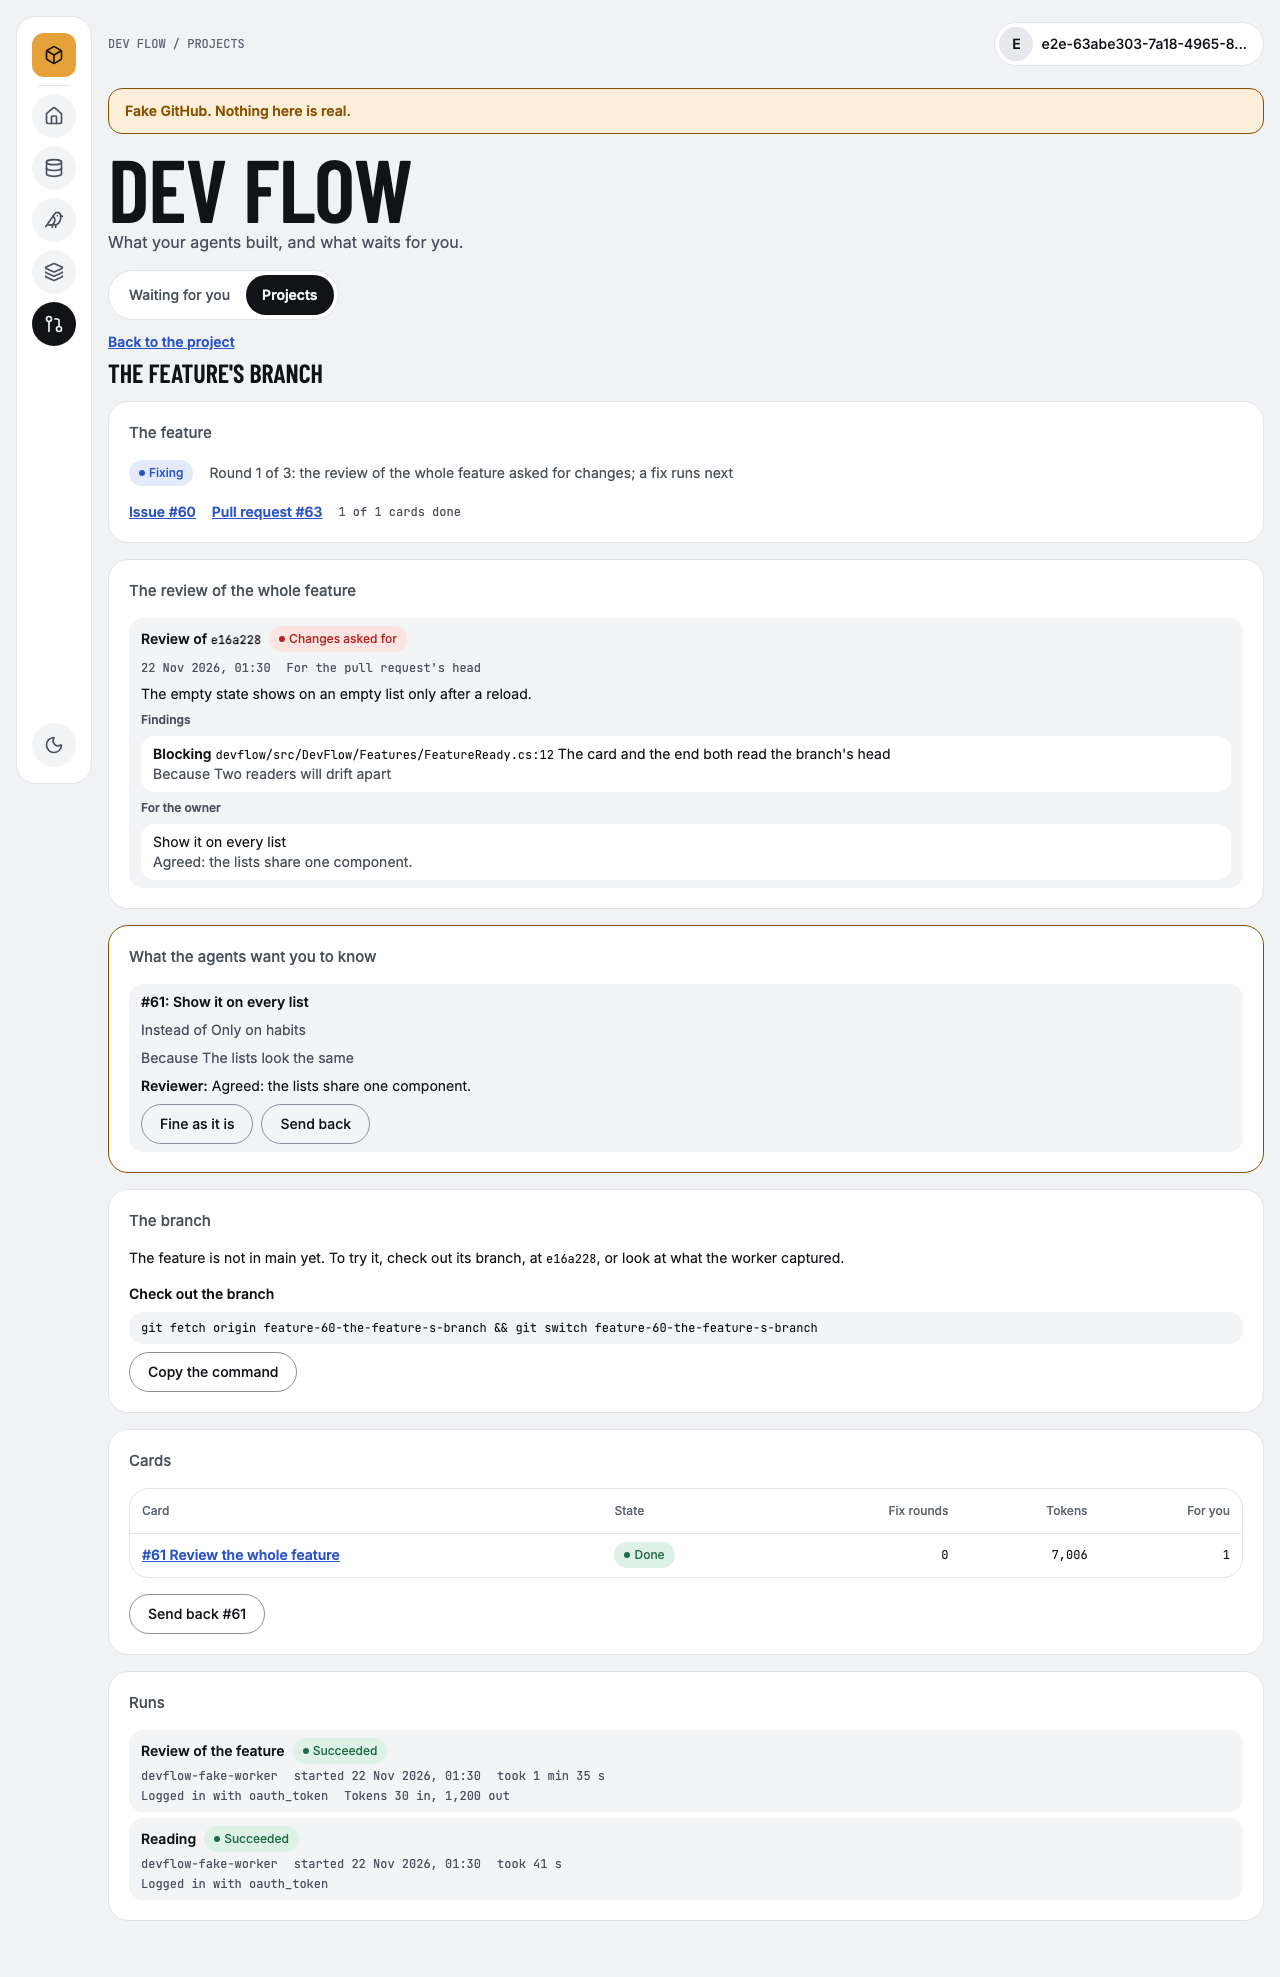 DEV FLOW / PROJECTS
E e2e-63abe303-7a18-4965-8...
Fake GitHub. Nothing here is real.
DEV FLOW
What your agents built, and what waits for you.
Waiting for you Projects
Back to the project
THE FEATURE'S BRANCH
The feature
Fixing Round 1 of 3: the review of the whole feature asked for changes; a fix runs next
Issue #60 Pull request #63 1 of 1 cards done
The review of the whole feature
Review of e16a228 Changes asked for
22 Nov 2026, 01:30 For the pull request's head
The empty state shows on an empty list only after a reload.
Findings
Blocking devflow/src/DevFlow/Features/FeatureReady.cs:12 The card and the end both read the branch's head
Because Two readers will drift apart
For the owner
Show it on every list
Agreed: the lists share one component.
What the agents want you to know
#61: Show it on every list
Instead of Only on habits
Because The lists look the same
Reviewer: Agreed: the lists share one component.
Fine as it is Send back
The branch
The feature is not in main yet. To try it, check out its branch, at e16a228, or look at what the worker captured.
Check out the branch
git fetch origin feature-60-the-feature-s-branch && git switch feature-60-the-feature-s-branch
Copy the command
Cards
Card State Fix rounds Tokens For you
#61 Review the whole feature Done 0 7,006 1
Send back #61
Runs
Review of the feature Succeeded
devflow-fake-worker started 22 Nov 2026, 01:30 took 1 min 35 s
Logged in with oauth_token Tokens 30 in, 1,200 out
Reading Succeeded
devflow-fake-worker started 22 Nov 2026, 01:30 took 41 s
Logged in with oauth_token